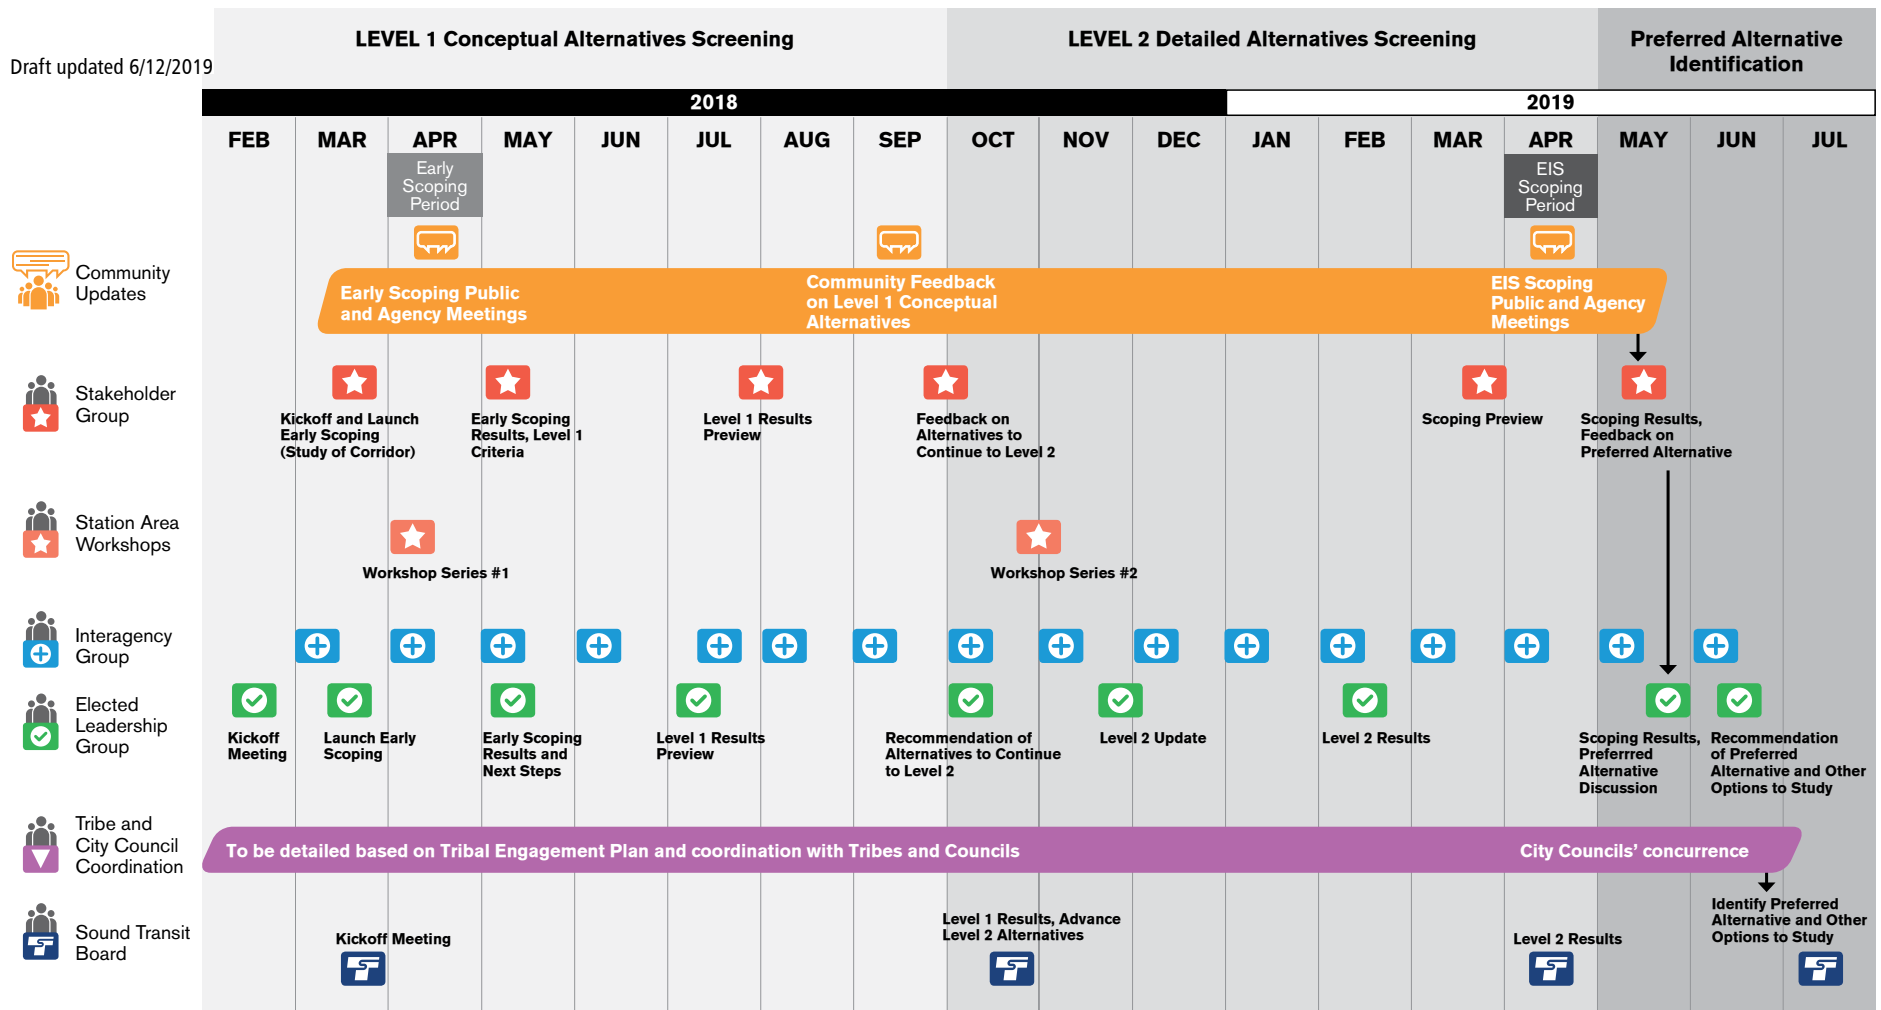 LEVEL 1 Conceptual Alternatives Screening
LEVEL 2 Detailed Alternatives Screening
Preferred Alternative
Identification
Draft updated 6/12/2019
2018
2019
FEB MAR APR MAY JUN JUL AUG SEP OCT NOV DEC JAN FEB MAR APR MAY JUN JUL
Early
Scoping
Period
EIS
Scoping
Period
Community
Updates
Early Scoping Public
and Agency Meetings
Community Feedback
on Level 1 Conceptual
Alternatives
EIS Scoping
Public and Agency
Meetings
Stakeholder
Group
Kickoff and Launch
Early Scoping
(Study of Corridor)
Early Scoping
Results, Level 1
Criteria
Level 1 Results
Preview
Feedback on
Alternatives to
Continue to Level 2
Scoping Preview
Scoping Results,
Feedback on
Preferred Alternative
Station Area
Workshops
Workshop Series #1
Workshop Series #2
Interagency
Group
Elected
Leadership
Group
Kickoff
Meeting
Launch Early
Scoping
Early Scoping
Results and
Next Steps
Level 1 Results
Preview
Recommendation of
Alternatives to Continue
to Level 2
Level 2 Update
Level 2 Results
Scoping Results,
Preferrred
Alternative
Discussion
Recommendation
of Preferred
Alternative and Other
Options to Study
Tribe and
City Council
Coordination
To be detailed based on Tribal Engagement Plan and coordination with Tribes and Councils
City Councils’ concurrence
Sound Transit
Board
Kickoff Meeting
Level 1 Results, Advance
Level 2 Alternatives
Level 2 Results
Identify Preferred
Alternative and Other
Options to Study